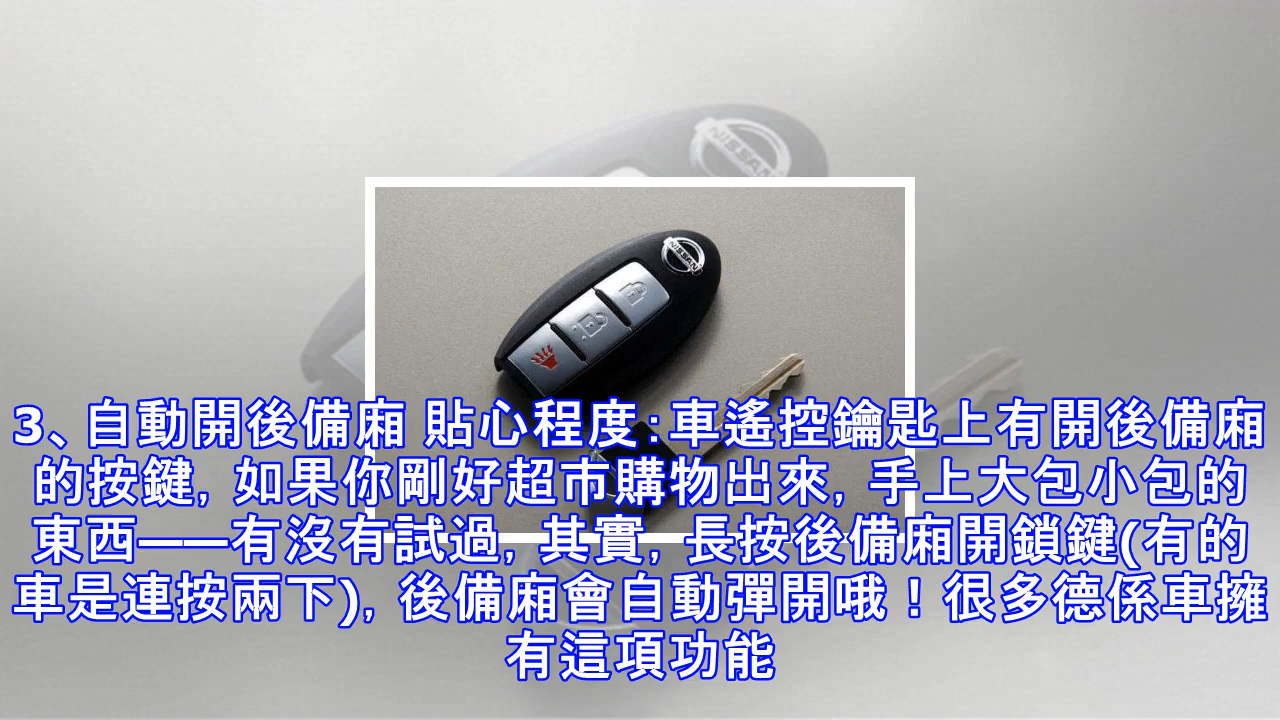 NISSAN
NISSAN
3、自動開後備廂 貼心程度:車遙控鑰匙上有開後備廂
的按鍵, 如果你剛好超市購物出來, 手上大包小包的
東西——有沒有試過, 其實, 長按後備廂開鎖鍵(有的
車是連按兩下), 後備廂會自動彈開哦！很多德係車擁
有這項功能